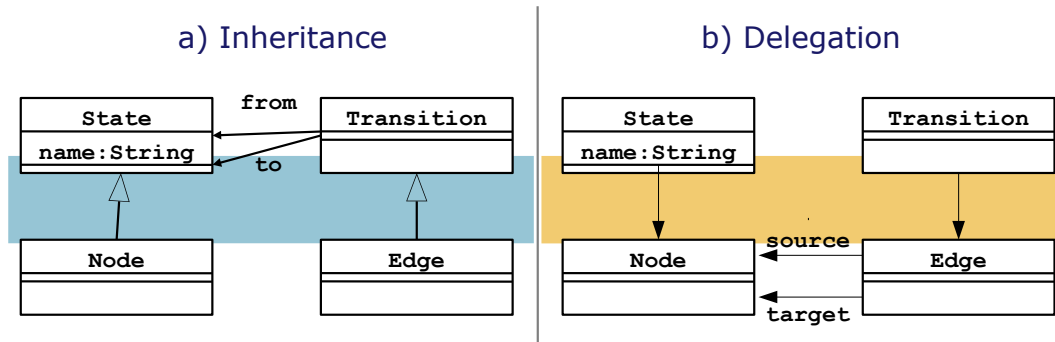 a) Inheritance
from
State
Transition
name:String
to
Node
Edge
b) Delegation
State
Transition
name:String
source
Node
Edge
target